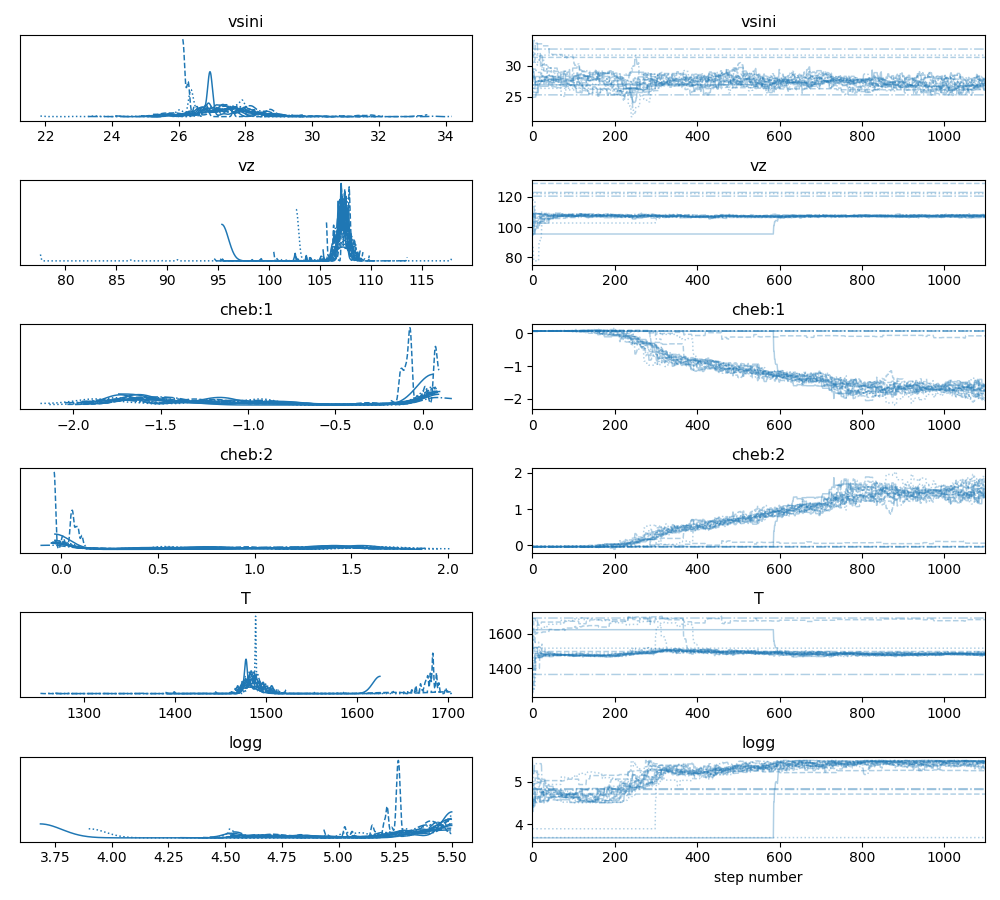 vsini vsini
30
25
22 24 26 28 30 32 34 0 200 400 600 800 1000
vz vz
120
100
80
80 85 90 95 100 105 110 115 0 200 400 600 800 1000
cheb:1 cheb:1
0
−1
−2
−2.0 −1.5 −1.0 −0.5 0.0 0 200 400 600 800 1000
cheb:2 cheb:2
2
1
0
0.0 0.5 1.0 1.5 2.0 0 200 400 600 800 1000
T T
1600
1400
1300 1400 1500 1600 1700 0 200 400 600 800 1000
logg logg
5
4
3.75 4.00 4.25 4.50 4.75 5.00 5.25 5.50 0 200 400 600 800 1000
step number